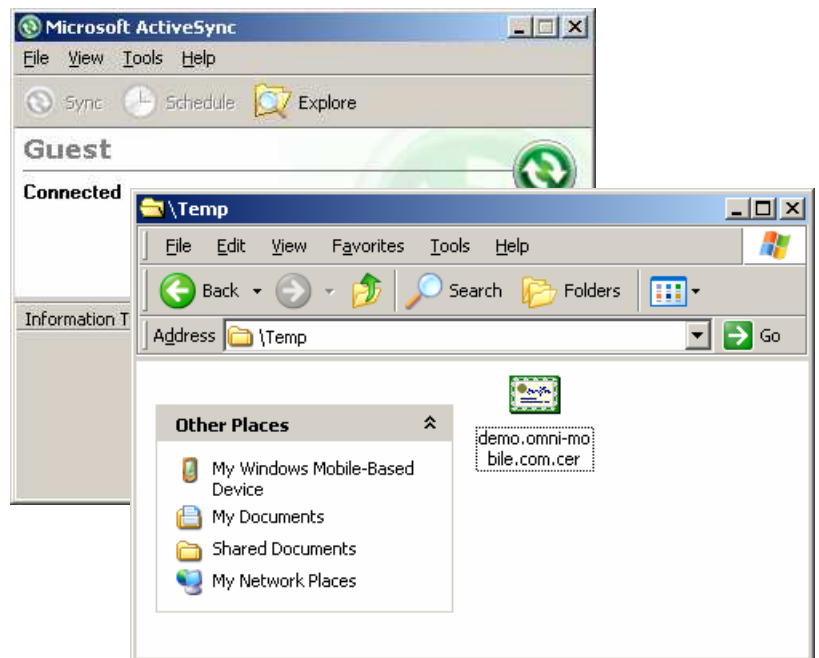 Microsoft ActiveSync
File View Tools Help
Sync Schedule Explore
Guest
Connected
Information T
\Temp
File Edit View Favorites Tools Help
Back Search Folders
Address \Temp Go
Other Places
My Windows Mobile-Based
Device
My Documents
Shared Documents
My Network Places
demo.omni-mo
bile.com.cer